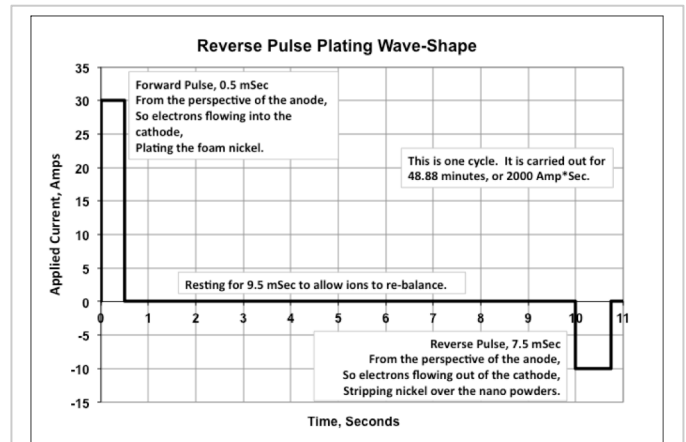 Reverse Pulse Plating Wave-Shape
35
30
25
20
15
10
5
0
-5
-10
-15
Applied Current, Amps
Forward Pulse, 0.5 mSec
From the perspective of the anode,
So electrons flowing into the
cathode,
Plating the foam nickel.
This is one cycle. It is carried out for
48.88 minutes, or 2000 Amp*Sec.
Resting for 9.5 mSec to allow ions to re-balance.
0 1 2 3 4 5 6 7 8 9 10 11
Reverse Pulse, 7.5 mSec
From the perspective of the anode,
So electrons flowing out of the cathode,
Stripping nickel over the nano powders.
Time, Seconds